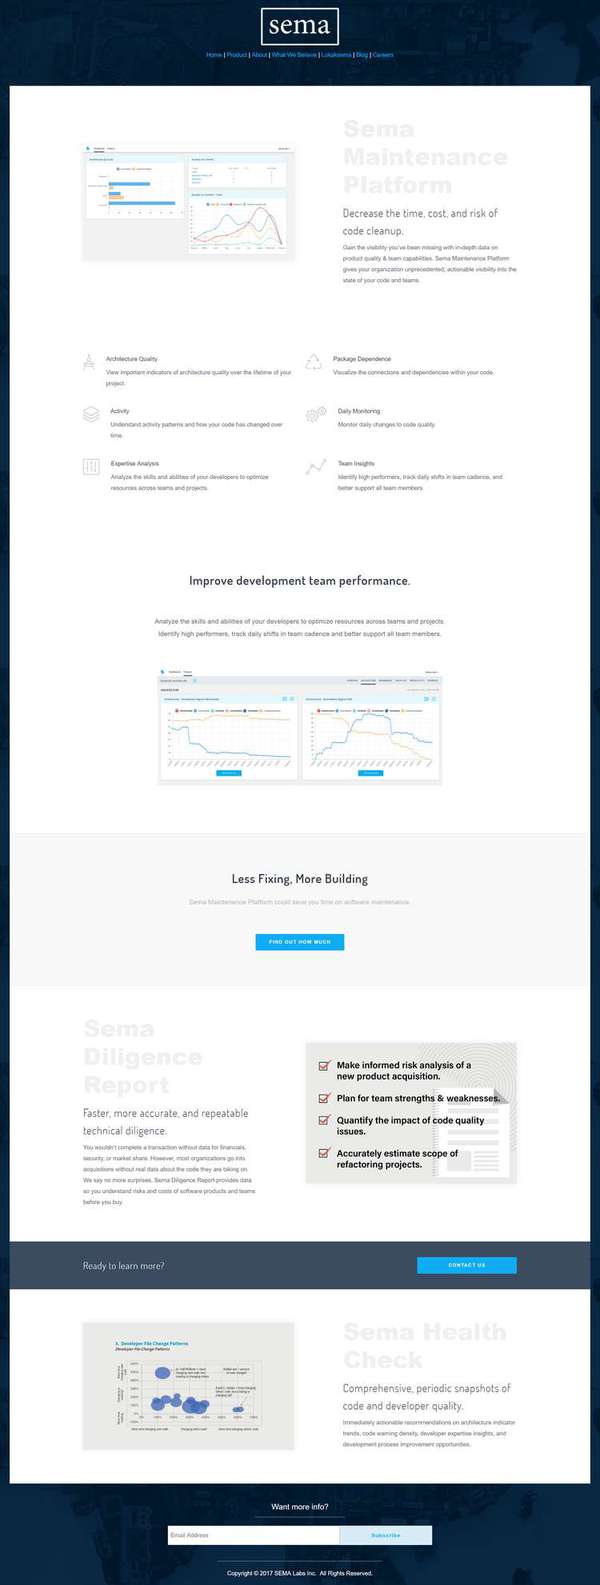 sema
Home | Product | About | What We Believe | Lokakseema | Blog | Careers
Sema
Maintenance
Platform
Decrease the time, cost, and risk of
code cleanup.
Gain the visibility you've been missing with in-depth data on
product quality & team capabilities. Sema Maintenance Platform
gives your organization unprecedented, actionable visibility into the
state of your code and teams.
Architecture Quality
View important indicators of architecture quality over the lifetime of your
project.
Package Dependence
Visualize the connections and dependencies within your code.
Activity
Understand activity patterns and how your code has changed over
time.
Daily Monitoring
Monitor daily changes to code quality.
Expertise Analysis
Analyze the skills and abilities of your developers to optimize
resources across teams and projects.
Team Insights
Identify high performers, track daily shifts in team cadence, and
better support all team members.
Improve development team performance.
Analyze the skills and abilities of your developers to optimize resources across teams and projects.
Identify high performers, track daily shifts in team cadence and better support all team members.
Less Fixing, More Building
Sema Maintenance Platform could save you time on software maintenance.
FIND OUT HOW MUCH
Sema
Diligence
Report
Faster, more accurate, and repeatable
technical diligence.
You wouldn't complete a transaction without data for financials,
security, or market share. However, most organizations go into
acquisitions without real data about the code they are taking on.
We say no more surprises. Sema Diligence Report provides data
so you understand risks and costs of software products and teams
before you buy.
Make informed risk analysis of a
new product acquisition.
Plan for team strengths & weaknesses.
Quantify the impact of code quality
issues.
Accurately estimate scope of
refactoring projects.
Ready to learn more?
CONTACT US
Developer File Change Patterns
Developer File Change Patterns
Sema Health
Check
Comprehensive, periodic snapshots of
code and developer quality.
Immediately actionable recommendations on architecture indicator
trends, code warning density, developer expertise insights, and
development process improvement opportunities.
Want more info?
Email Address
Subscribe
Copyright © 2017 SEMA Labs Inc. All Rights Reserved.